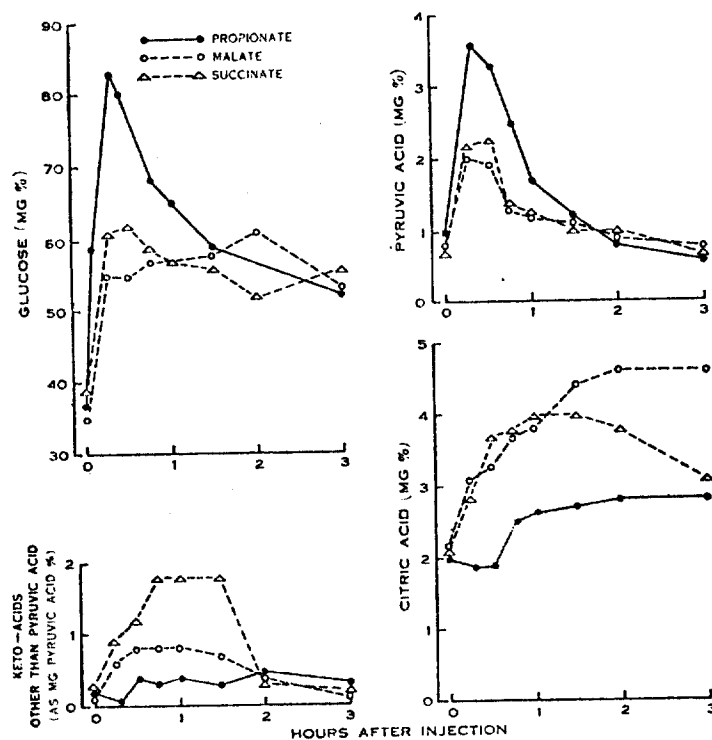 90
80
70
60
50
40
30
GLUCOSE (MG %)
PROPIONATE
MALATE
SUCCINATE
0 1 2 3
4
3
2
1
0
PYRUVIC ACID (MG %)
0 1 2 3
2
1
0
KETO-ACIDS
OTHER THAN PYRUVIC ACID
(AS MG PYRUVIC ACID %)
0 1 2 3
5
4
3
2
1
0
CITRIC ACID (MG %)
0 1 2 3
HOURS AFTER INJECTION